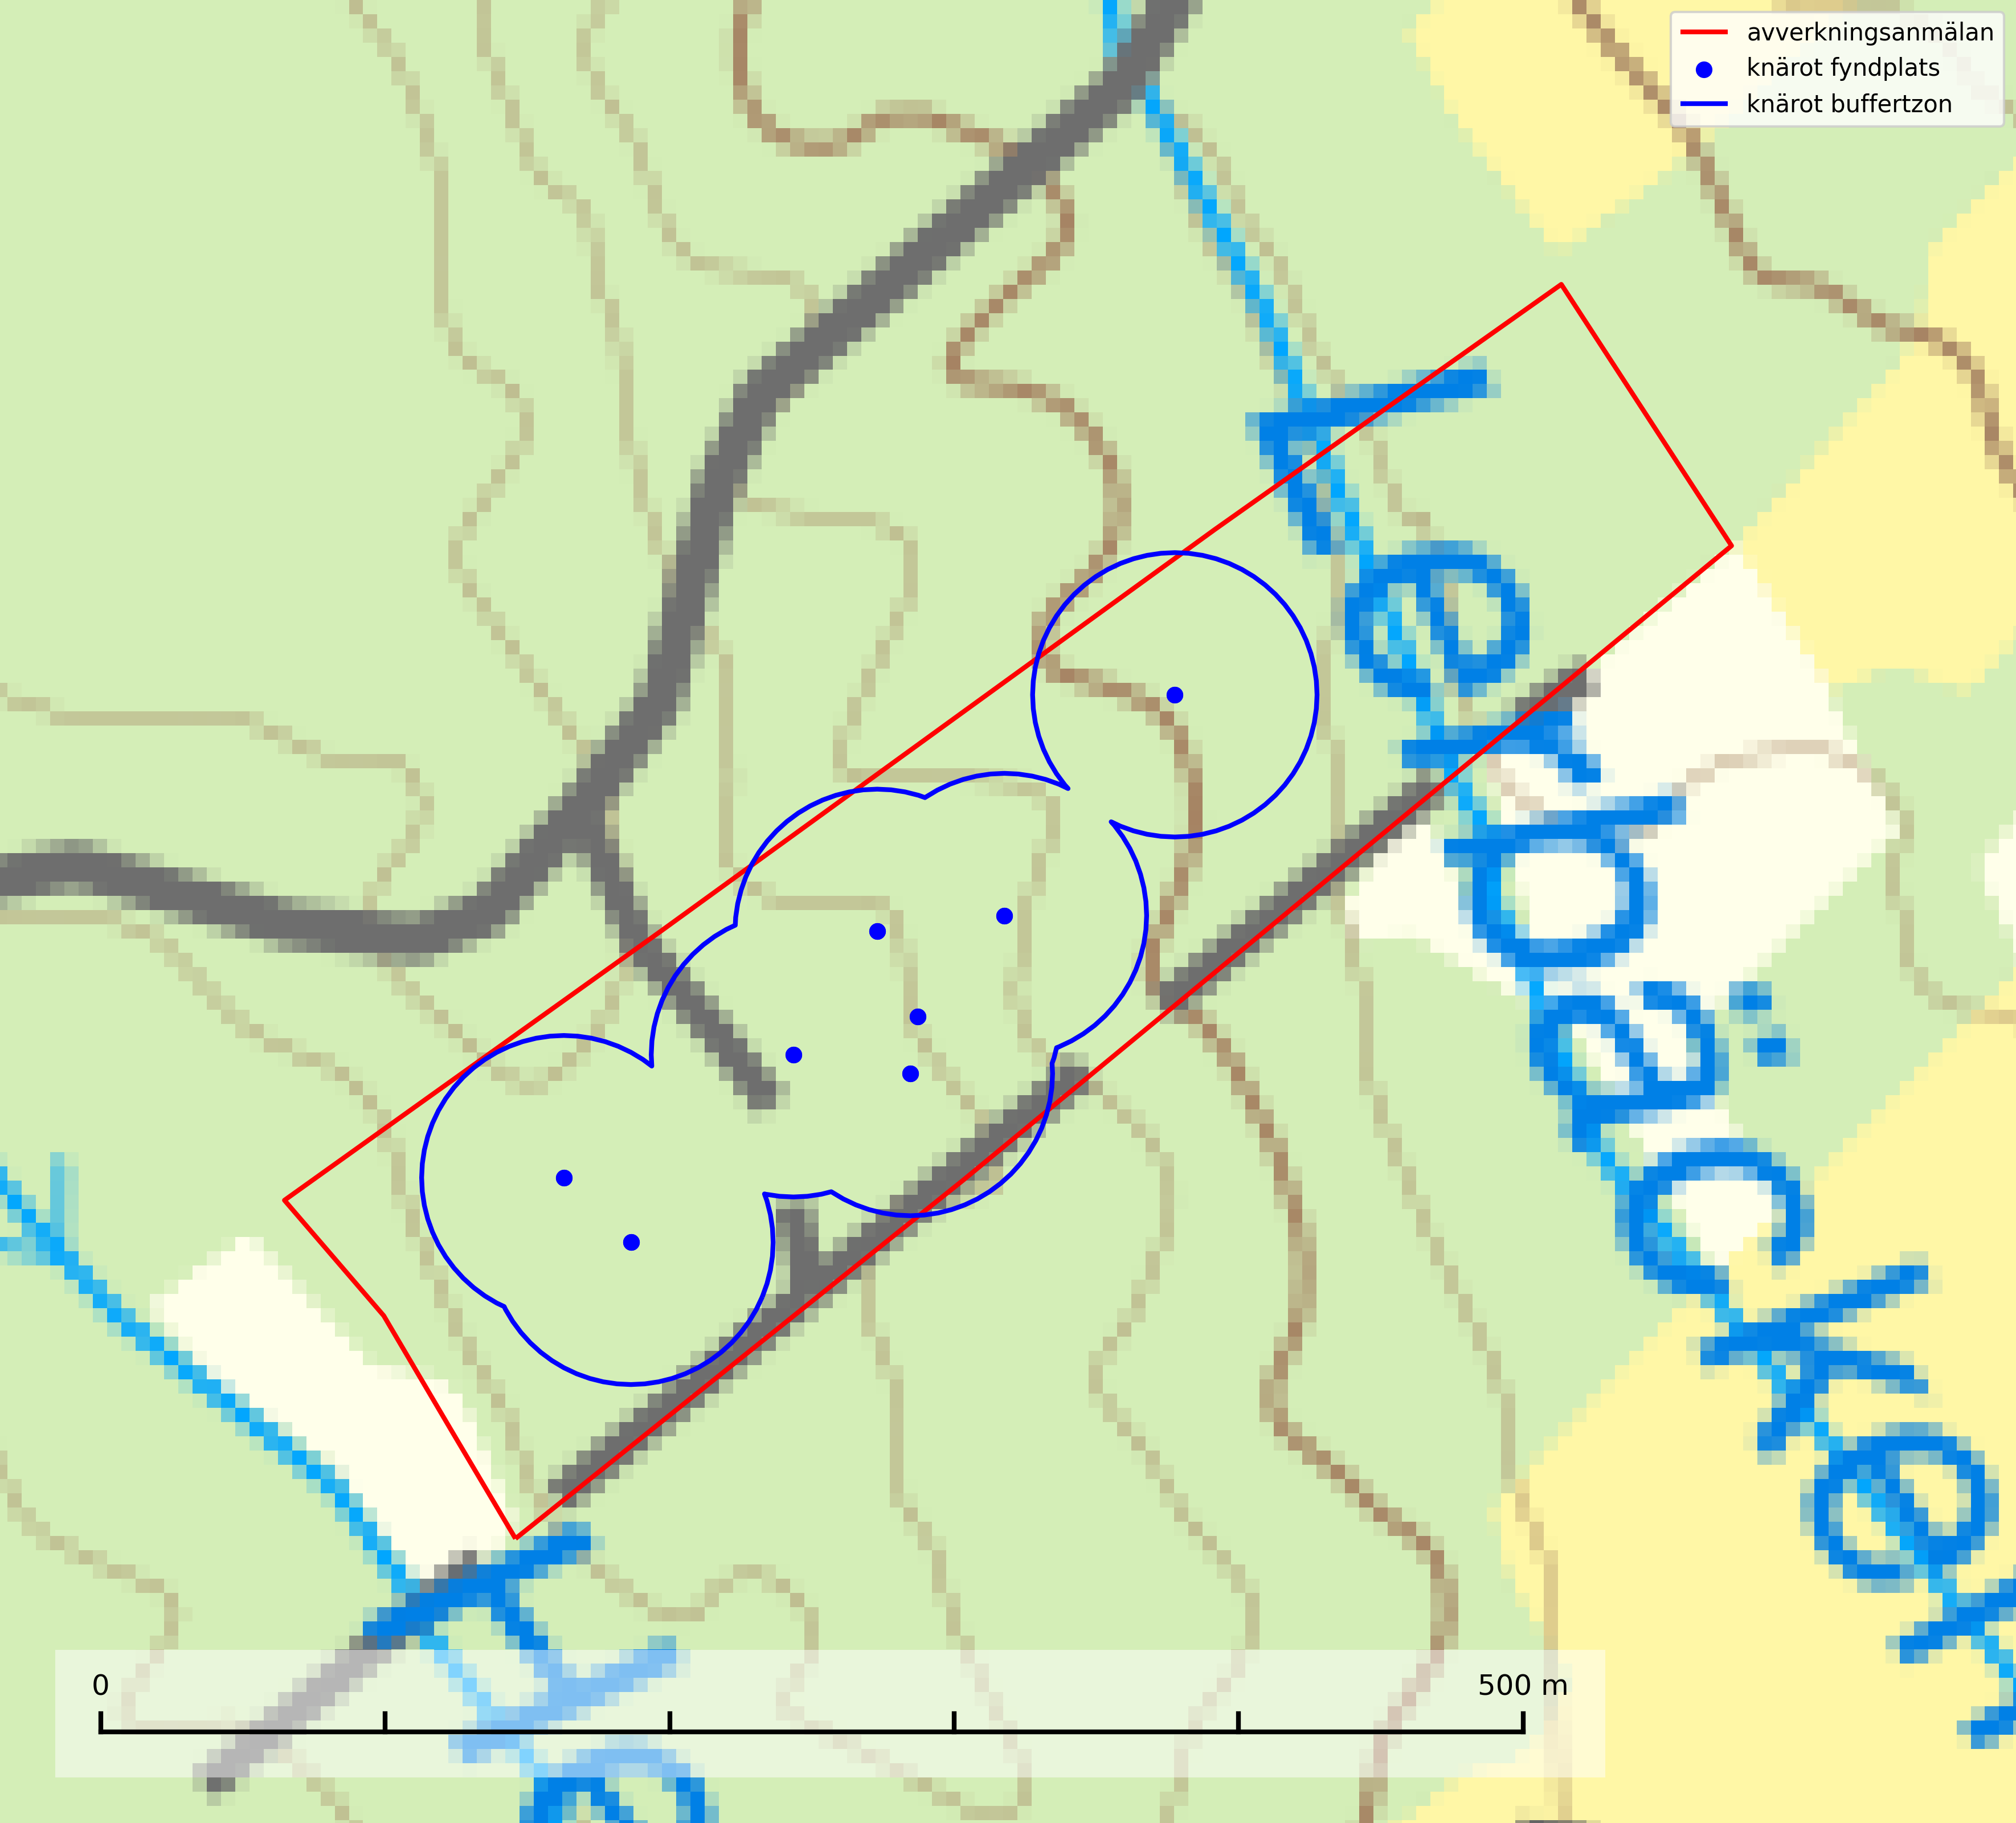 avverkningsanmälan
knärot fyndplats
knärot buffertzon
0
500 m